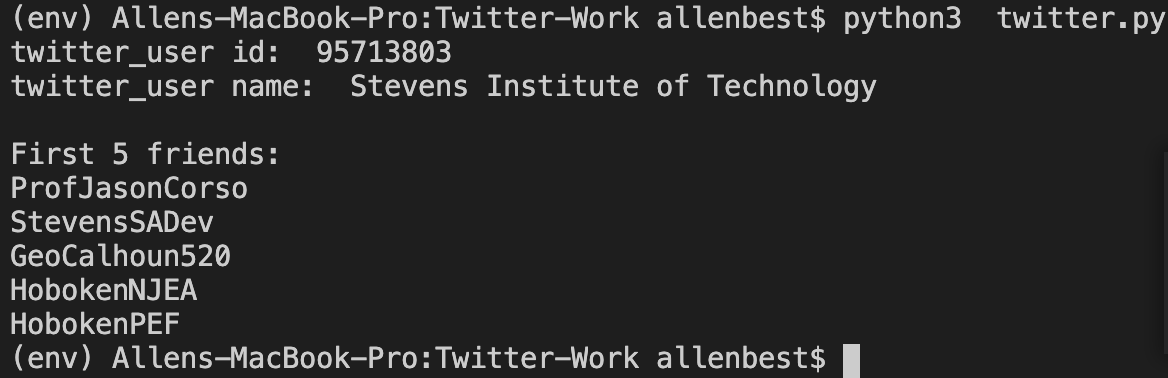 (env) Allens-MacBook-Pro:Twitter-Work allenbest$ python3  twitter.py
twitter_user id:  95713803
twitter_user name:  Stevens Institute of Technology
First 5 friends:
ProfJasonCorso
StevensSADev
GeoCalhoun520
HobokenNJEA
HobokenPEF
(env) Allens-MacBook-Pro:Twitter-Work allenbest$